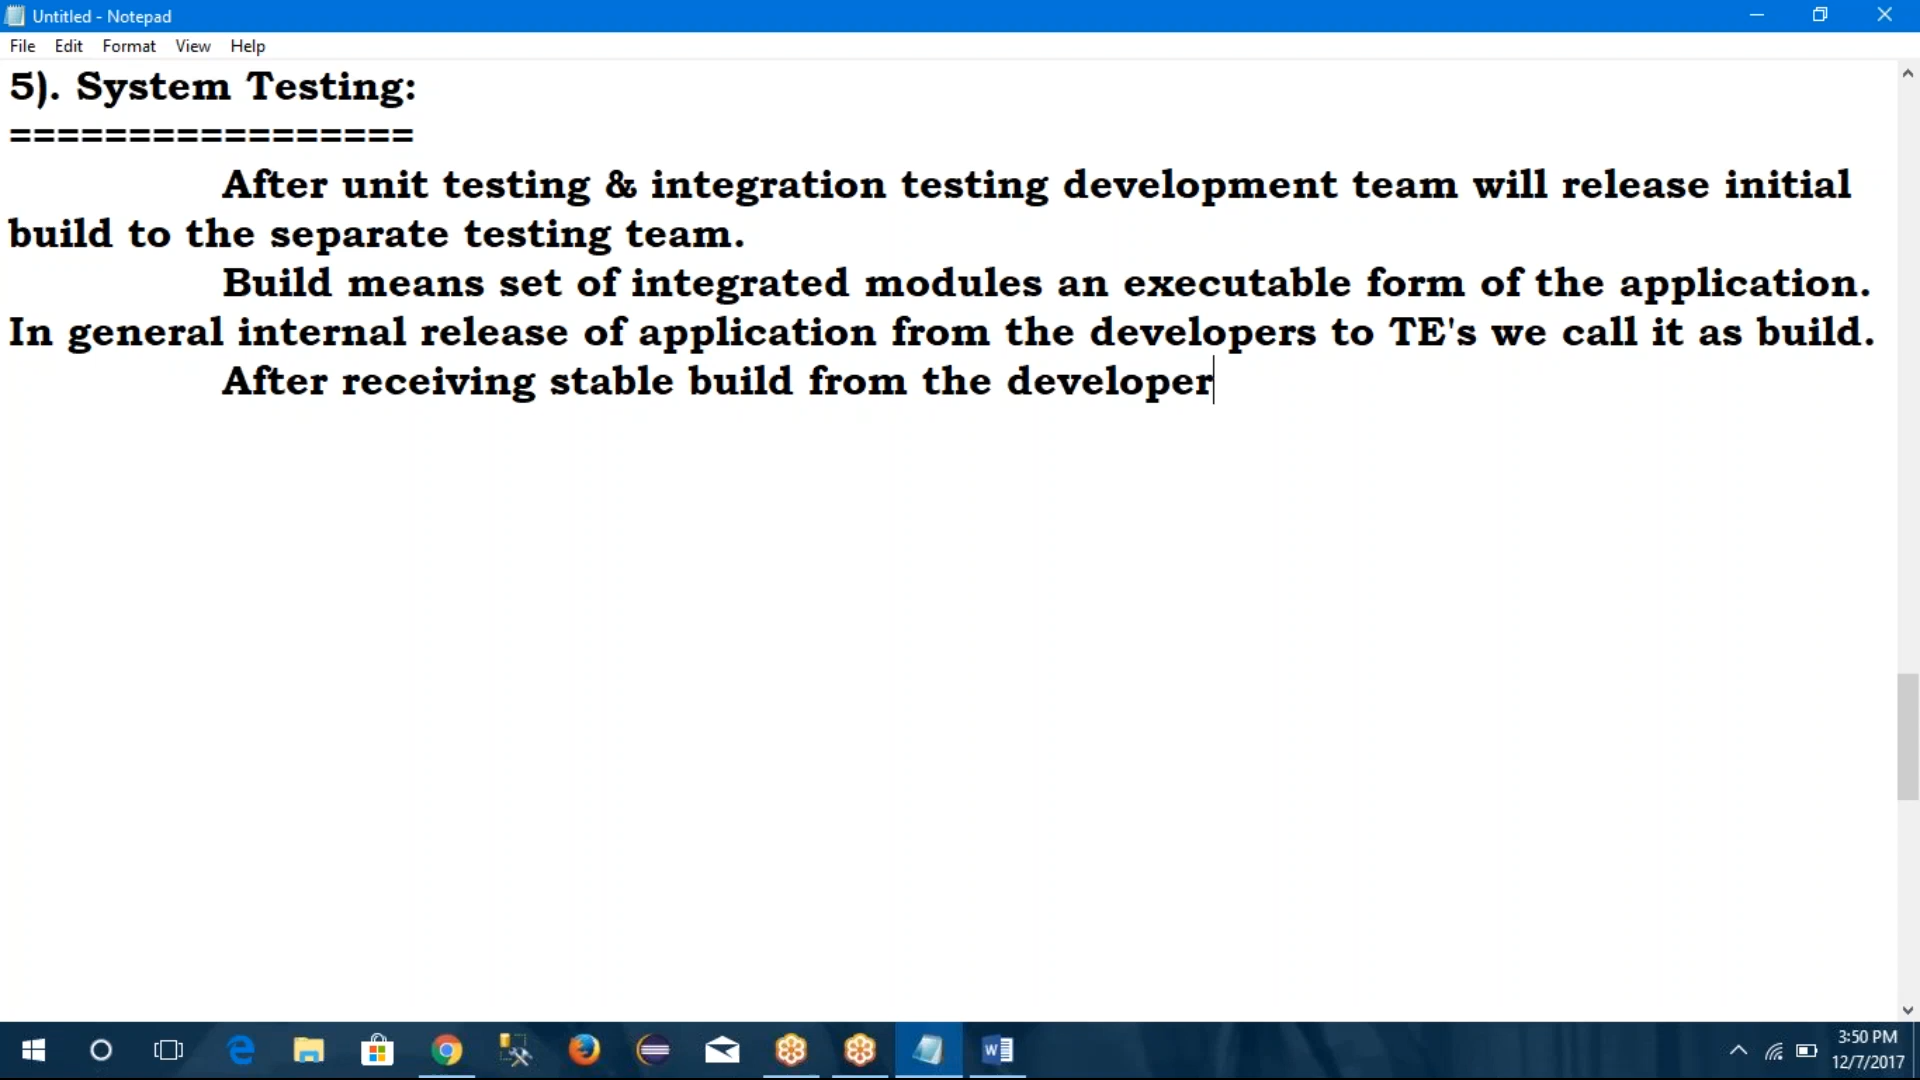 Untitled - Notepad
File Edit Format View Help
5). System Testing:
=================
After unit testing & integration testing development team will release initial
build to the separate testing team.
Build means set of integrated modules an executable form of the application.
In general internal release of application from the developers to TE's we call it as build.
After receiving stable build from the developer
3:50 PM
12/7/2017